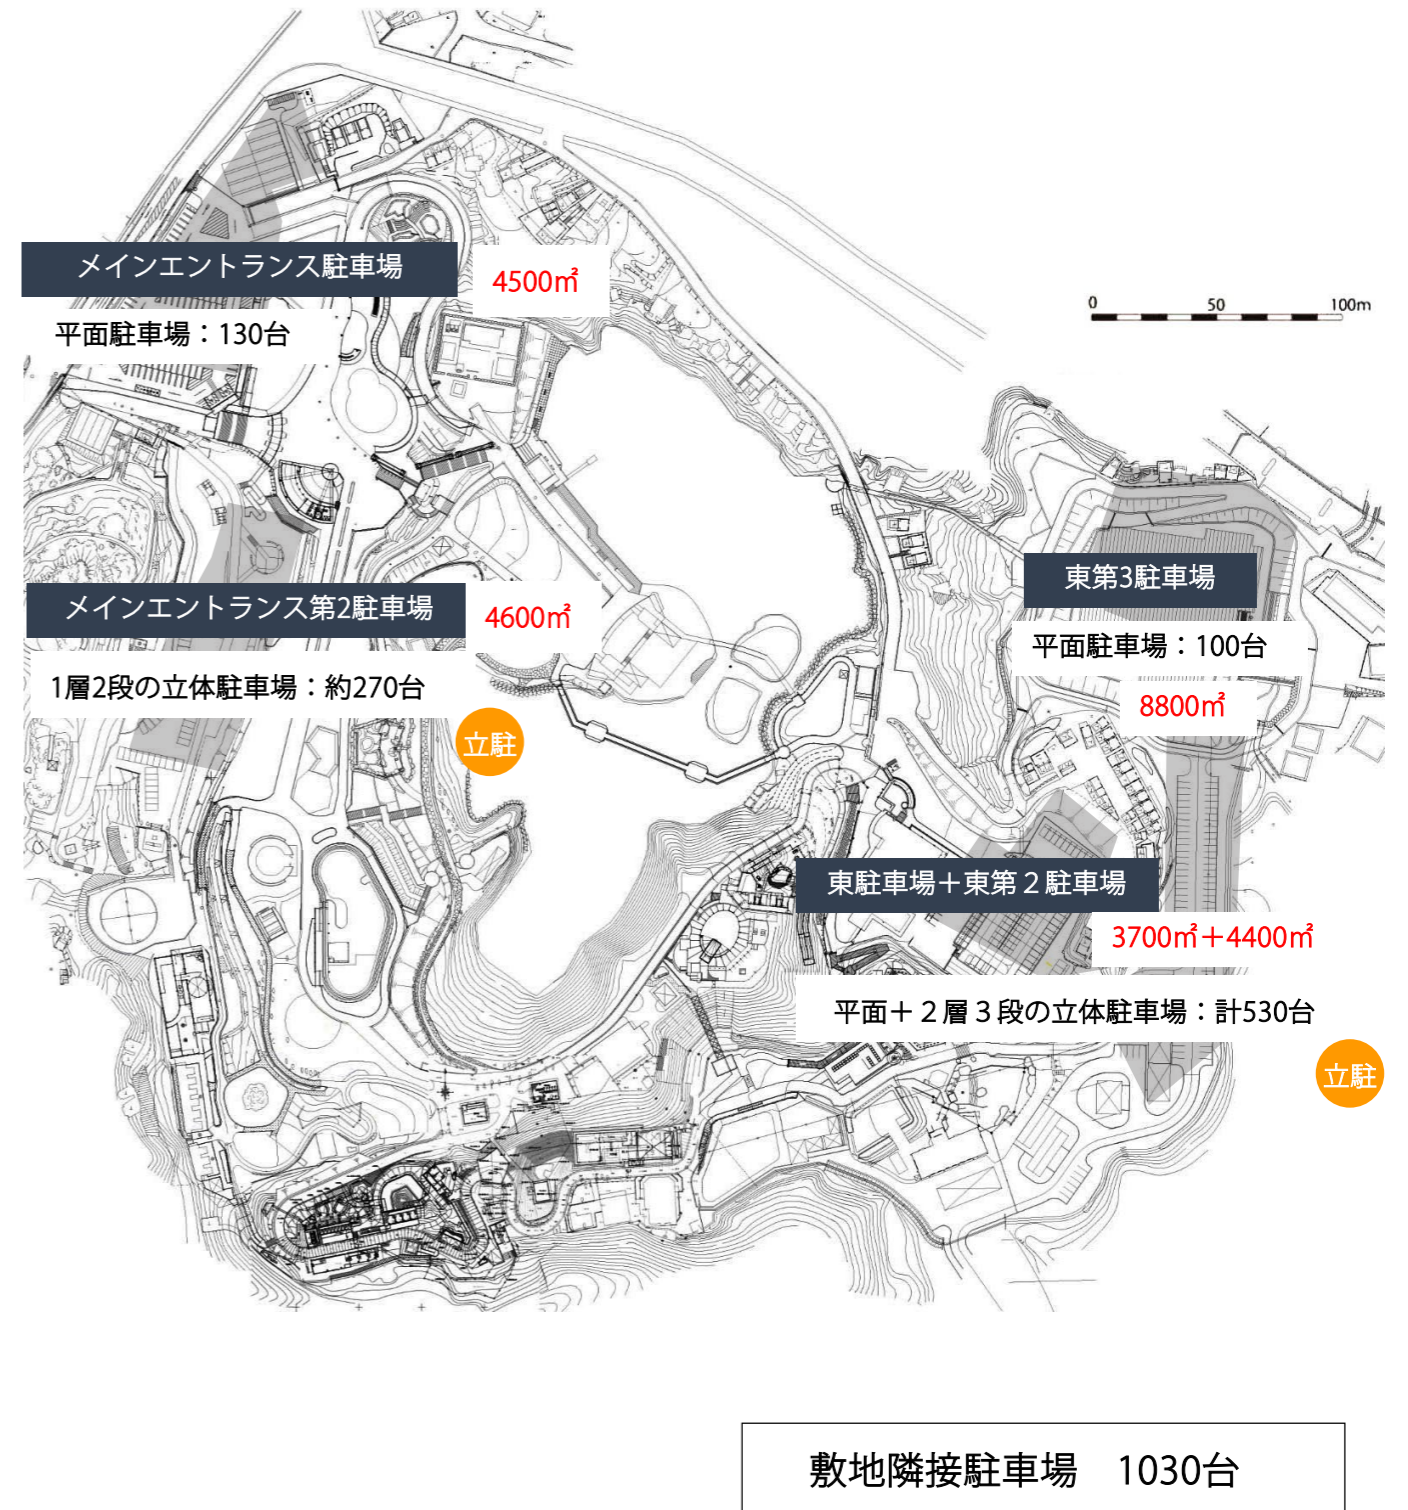 メインエントランス駐車場
4500㎡
平面駐車場：130台
0 50 100m
メインエントランス第2駐車場
4600㎡
1層2段の立体駐車場：約270台
立駐
東第3駐車場
平面駐車場：100台
8800㎡
東駐車場＋東第２駐車場
3700㎡＋4400㎡
平面＋２層３段の立体駐車場：計530台
立駐
敷地隣接駐車場　1030台